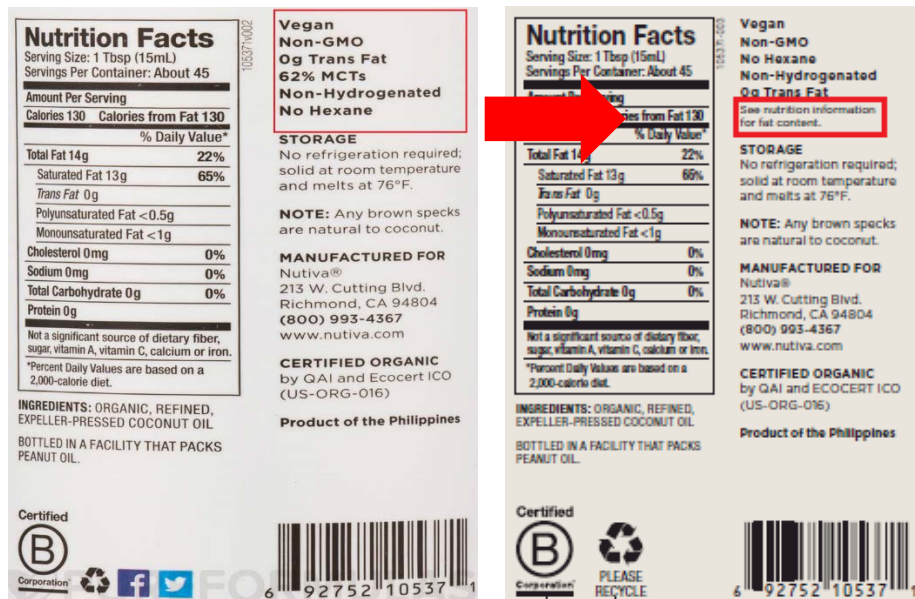 Nutrition Facts
Serving Size: 1 Tbsp (15mL)
Servings Per Container: About 45
Amount Per Serving
Calories 130 Calories from Fat 130
% Daily Value*
Total Fat 14g 22%
Saturated Fat 13g 65%
Trans Fat 0g
Polyunsaturated Fat <0.5g
Monounsaturated Fat <1g
Cholesterol 0mg 0%
Sodium 0mg 0%
Total Carbohydrate 0g 0%
Protein 0g
Not a significant source of dietary fiber,
sugar, vitamin A, vitamin C, calcium or iron.
*Percent Daily Values are based on a
2,000-calorie diet.
INGREDIENTS: ORGANIC, REFINED,
EXPELLER-PRESSED COCONUT OIL
BOTTLED IN A FACILITY THAT PACKS
PEANUT OIL.
Certified
B
Corporation
105371v002
Vegan
Non-GMO
0g Trans Fat
62% MCTs
Non-Hydrogenated
No Hexane
STORAGE
No refrigeration required;
solid at room temperature
and melts at 76°F.
NOTE: Any brown specks
are natural to coconut.
MANUFACTURED FOR
Nutiva®
213 W. Cutting Blvd.
Richmond, CA 94804
(800) 993-4367
www.nutiva.com
CERTIFIED ORGANIC
by QAI and Ecocert ICO
(US-ORG-016)
Product of the Philippines
6 92752 10537 1
Nutrition Facts
Serving Size: 1 Tbsp (15mL)
Servings Per Container: About 45
Amount Per Serving
from Fat 130
% Daily Value*
Total Fat 14g 22%
Saturated Fat 13g 65%
Trans Fat 0g
Polyunsaturated Fat <0.5g
Monounsaturated Fat <1g
Cholesterol 0mg 0%
Sodium 0mg 0%
Total Carbohydrate 0g 0%
Protein 0g
Not a significant source of dietary fiber,
sugar, vitamin A, vitamin C, calcium or iron.
*Percent Daily Values are based on a
2,000-calorie diet.
INGREDIENTS: ORGANIC, REFINED,
EXPELLER-PRESSED COCONUT OIL
BOTTLED IN A FACILITY THAT PACKS
PEANUT OIL.
Certified
B
Corporation
PLEASE
RECYCLE
105371-003
Vegan
Non-GMO
No Hexane
Non-Hydrogenated
0g Trans Fat
See nutrition information
for fat content.
STORAGE
No refrigeration required;
solid at room temperature
and melts at 76°F.
NOTE: Any brown specks
are natural to coconut.
MANUFACTURED FOR
Nutiva®
213 W. Cutting Blvd.
Richmond, CA 94804
(800) 993-4367
www.nutiva.com
CERTIFIED ORGANIC
by QAI and ECOCERT ICO
(US-ORG-016)
Product of the Philippines
6 92752 10537 1